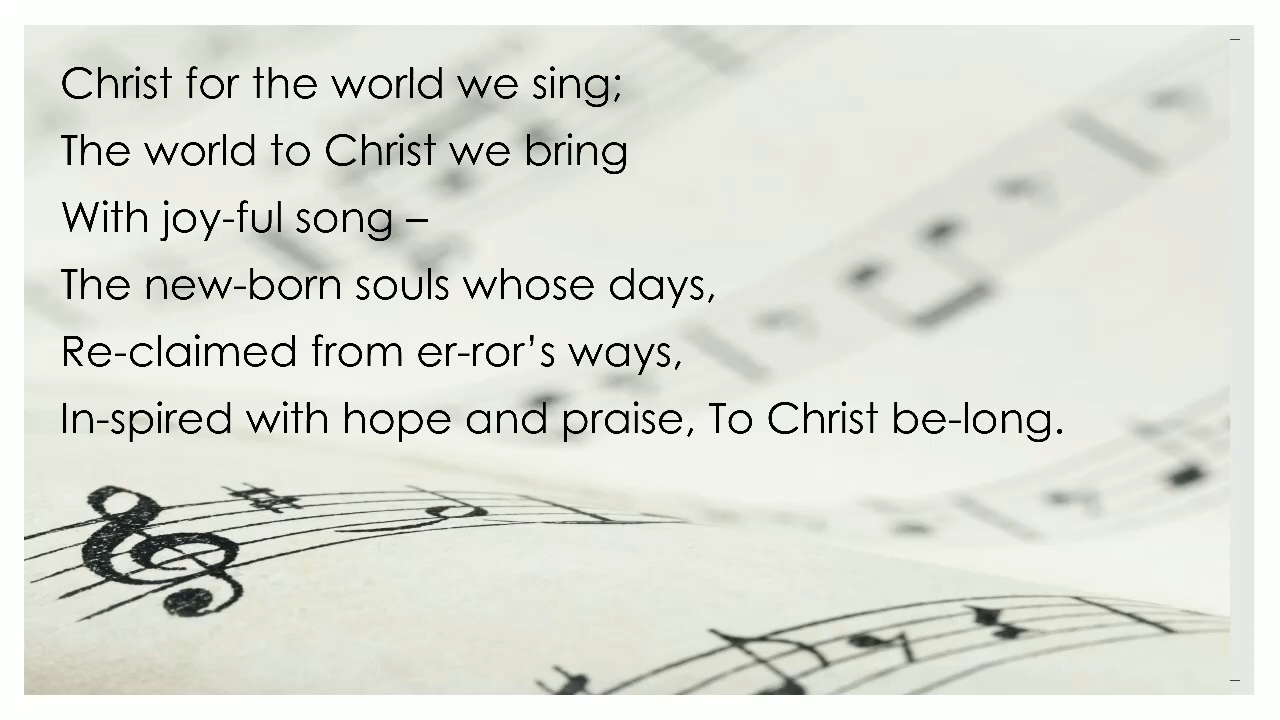 Christ for the world we sing;
The world to Christ we bring
With joy-ful song –
The new-born souls whose days,
Re-claimed from er-ror’s ways,
In-spired with hope and praise, To Christ be-long.